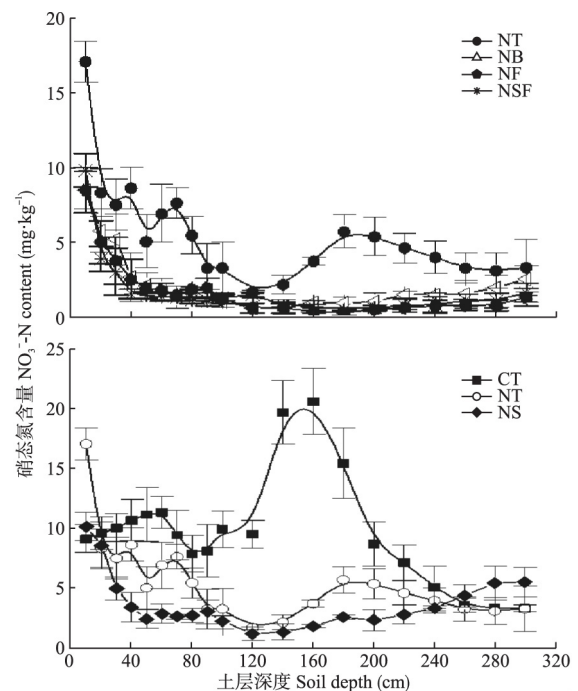 20
15
10
5
0
NT
NB
NF
NSF
硝态氮含量 NO₃⁻-N content (mg·kg⁻¹)
25
20
15
10
5
0
CT
NT
NS
0 40 80 120 160 200 240 280 320
土层深度 Soil depth (cm)